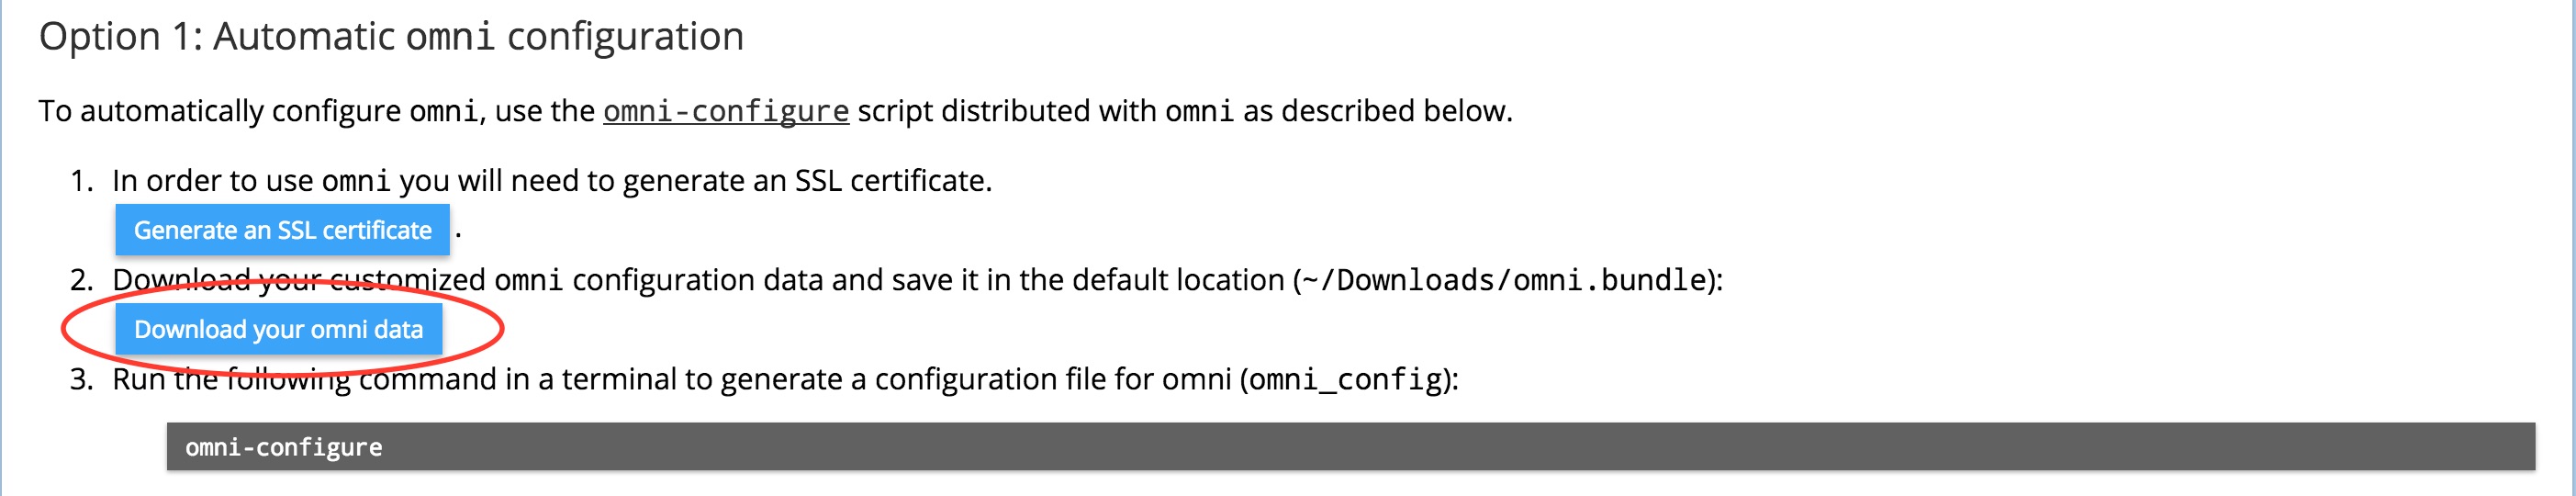 Option 1: Automatic omni configuration
To automatically configure omni, use the omni-configure script distributed with omni as described below.
1. In order to use omni you will need to generate an SSL certificate.
Generate an SSL certificate .
2. Download your customized omni configuration data and save it in the default location (~/Downloads/omni.bundle):
Download your omni data
3. Run the following command in a terminal to generate a configuration file for omni (omni_config):
omni-configure